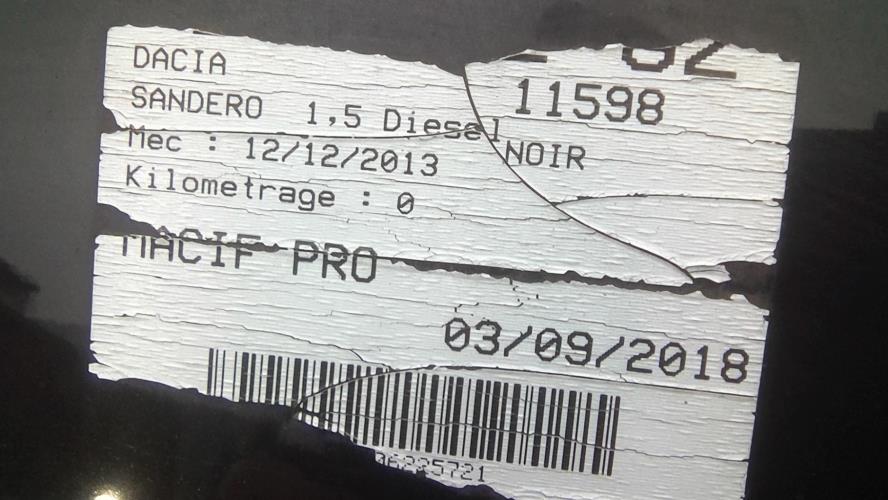 DACIA
11598
SANDERO 1,5 Diesel
NOIR
Mec : 12/12/2013
Kilometrage : 0
MACIF PRO
03/09/2018